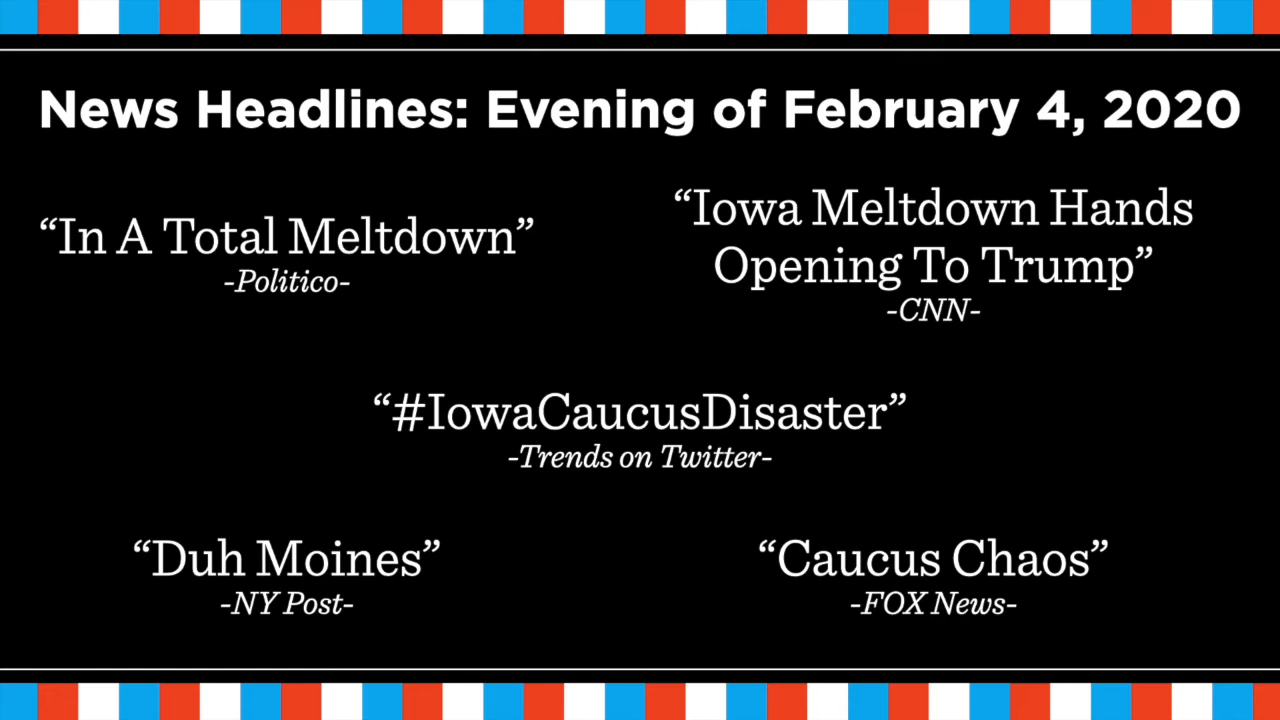 News Headlines: Evening of February 4, 2020
“In A Total Meltdown”
-Politico-
“Iowa Meltdown Hands
Opening To Trump”
-CNN-
“#IowaCaucusDisaster”
-Trends on Twitter-
“Duh Moines”
-NY Post-
“Caucus Chaos”
-FOX News-